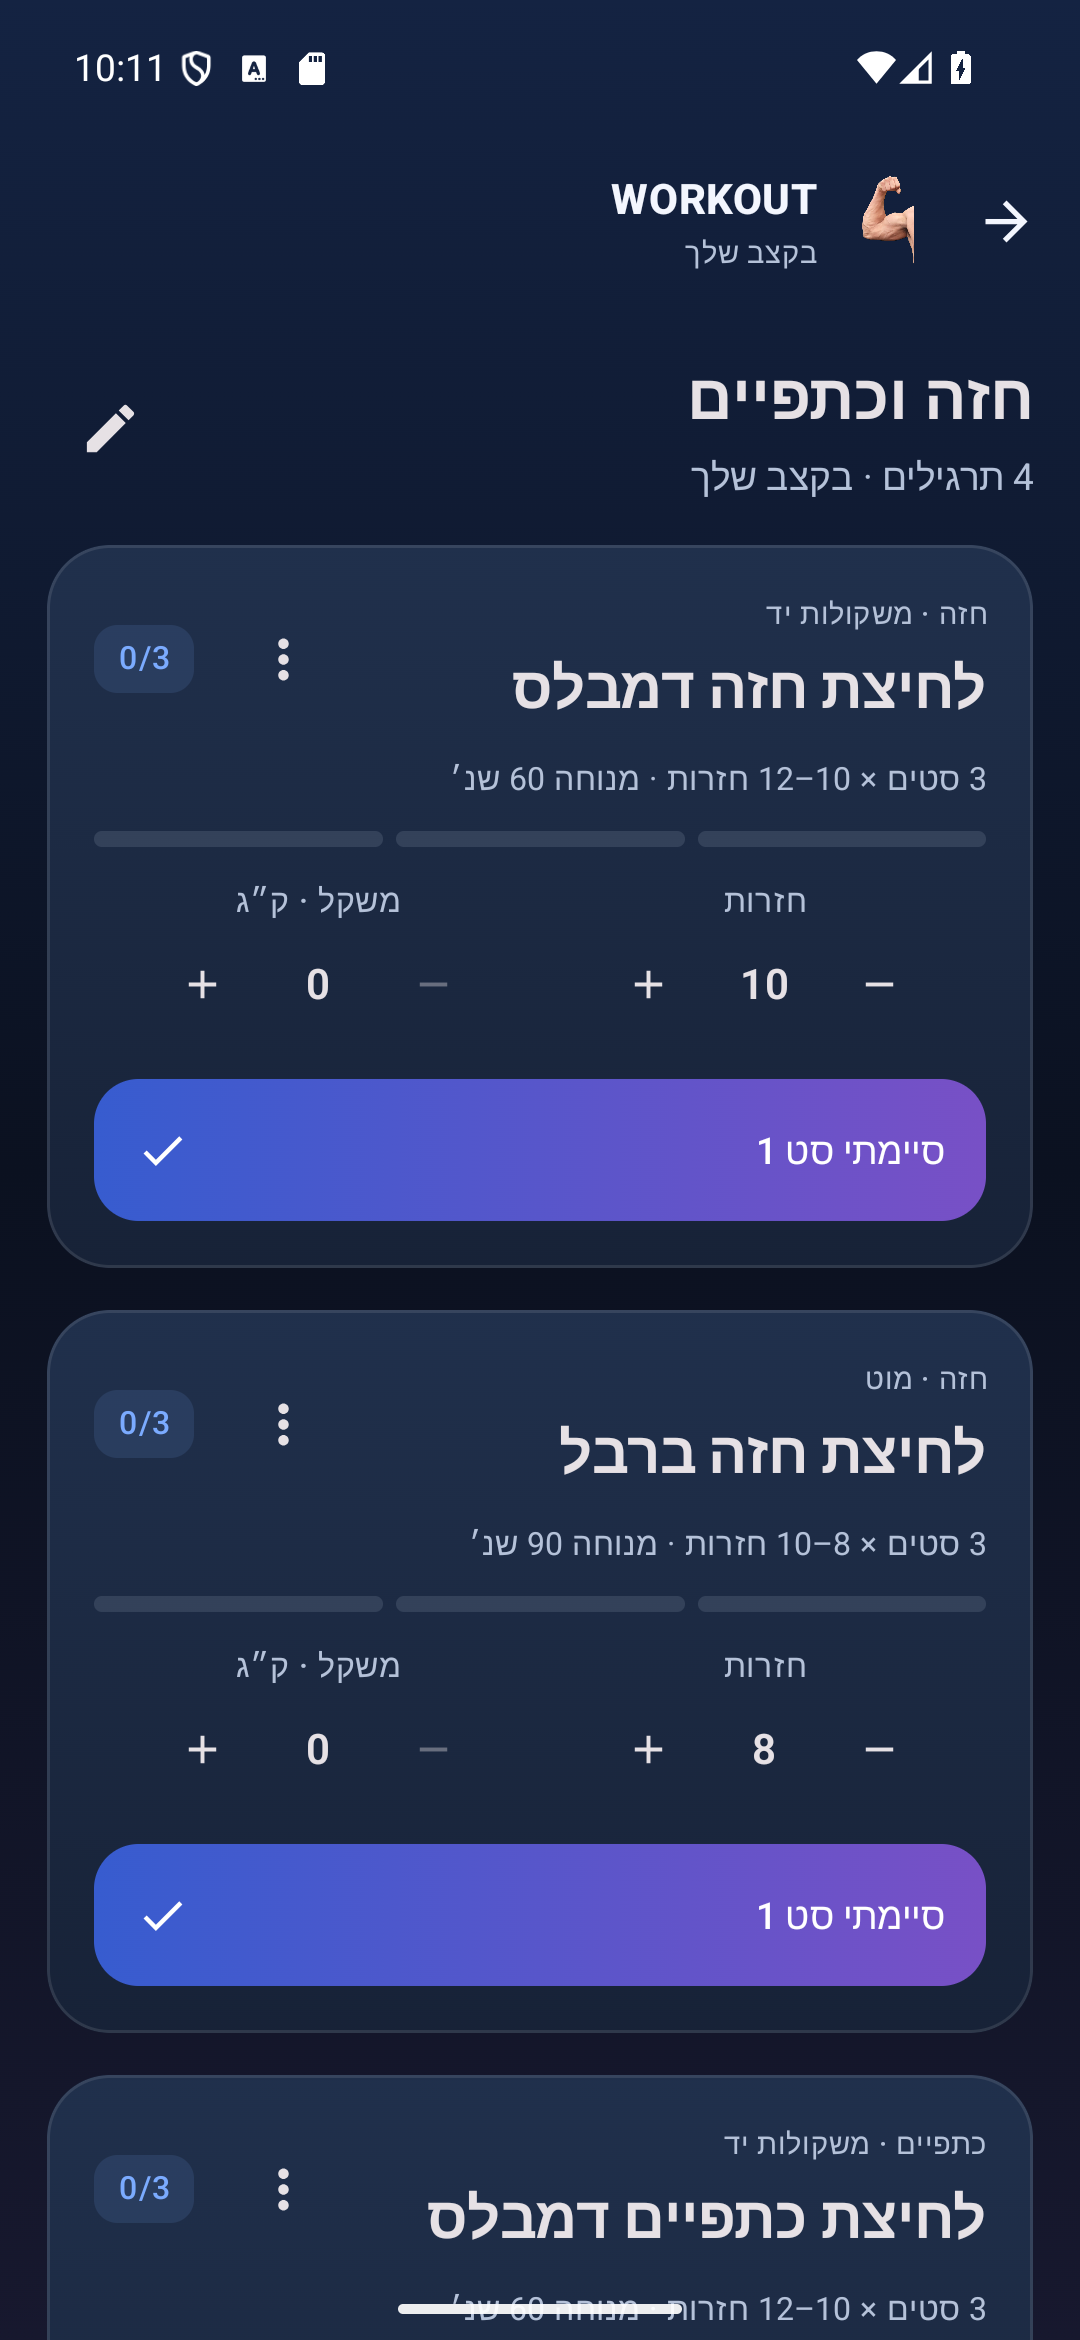 10:11
WORKOUT
בקצב שלך
חזה וכתפיים
4 תרגילים · בקצב שלך
חזה · משקולות יד
לחיצת חזה דמבלס
0/3
3 סטים × 10–12 חזרות · מנוחה 60 שנ׳
חזרות
משקל · ק״ג
− 10 +
− 0 +
סיימתי סט 1
חזה · מוט
לחיצת חזה ברבל
0/3
3 סטים × 8–10 חזרות · מנוחה 90 שנ׳
חזרות
משקל · ק״ג
− 8 +
− 0 +
סיימתי סט 1
כתפיים · משקולות יד
לחיצת כתפיים דמבלס
0/3
3 סטים × 10–12 חזרות · מנוחה 60 שנ׳